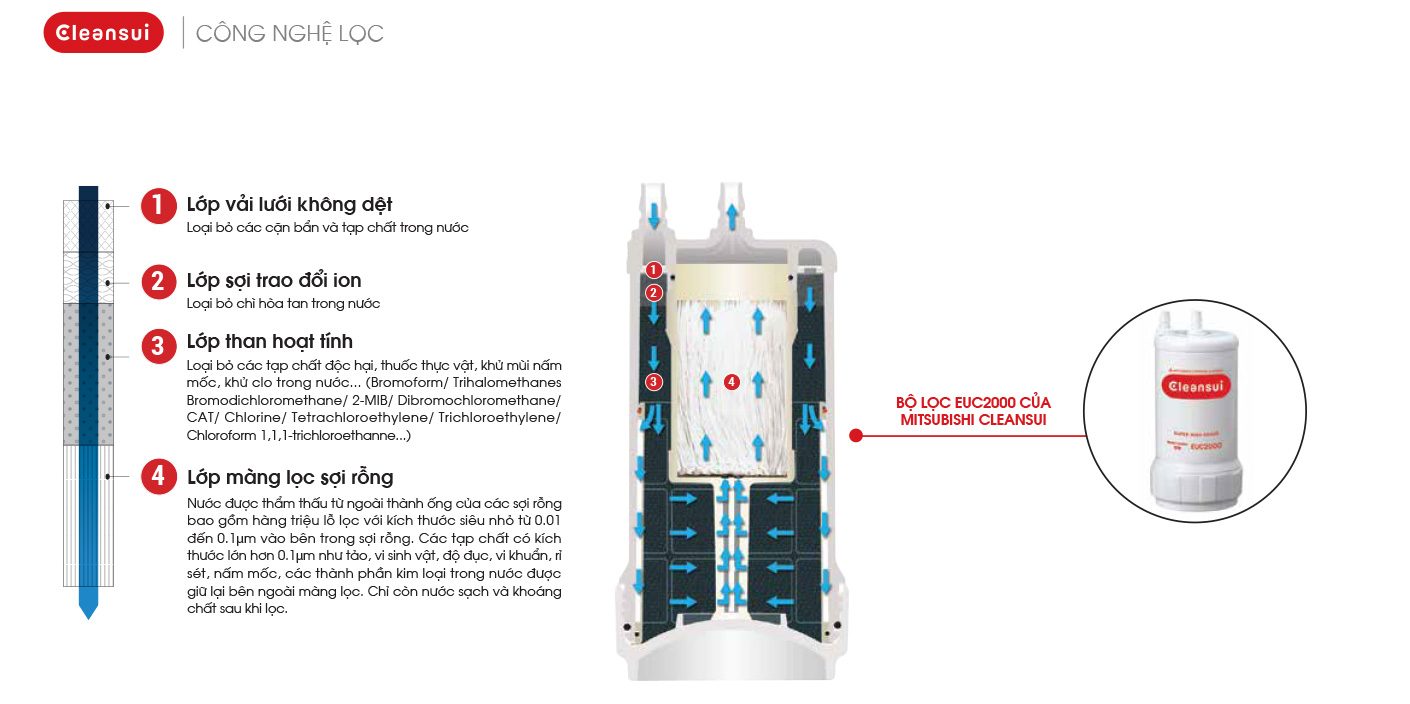 Cleansui
CÔNG NGHỆ LỌC
1
Lớp vải lưới không dệt
Loại bỏ các cặn bẩn và tạp chất trong nước
2
Lớp sợi trao đổi ion
Loại bỏ chì hòa tan trong nước
3
Lớp than hoạt tính
Loại bỏ các tạp chất độc hại, thuốc thực vật, khử mùi nấm
mốc, khử clo trong nước... (Bromoform/ Trihalomethanes
Bromodichloromethane/ 2-MIB/ Dibromochloromethane/
CAT/ Chlorine/ Tetrachloroethylene/ Trichloroethylene/
Chloroform 1,1,1-trichloroethanne...)
4
Lớp màng lọc sợi rỗng
Nước được thẩm thấu từ ngoài thành ống của các sợi rỗng
bao gồm hàng triệu lỗ lọc với kích thước siêu nhỏ từ 0.01
đến 0.1µm vào bên trong sợi rỗng. Các tạp chất có kích
thước lớn hơn 0.1µm như tảo, vi sinh vật, độ đục, vi khuẩn, rỉ
sét, nấm mốc, các thành phần kim loại trong nước được
giữ lại bên ngoài màng lọc. Chỉ còn nước sạch và khoáng
chất sau khi lọc.
1
2
3
4
BỘ LỌC EUC2000 CỦA
MITSUBISHI CLEANSUI
Cleansui
SUPER HIGH GRADE
EUC2000